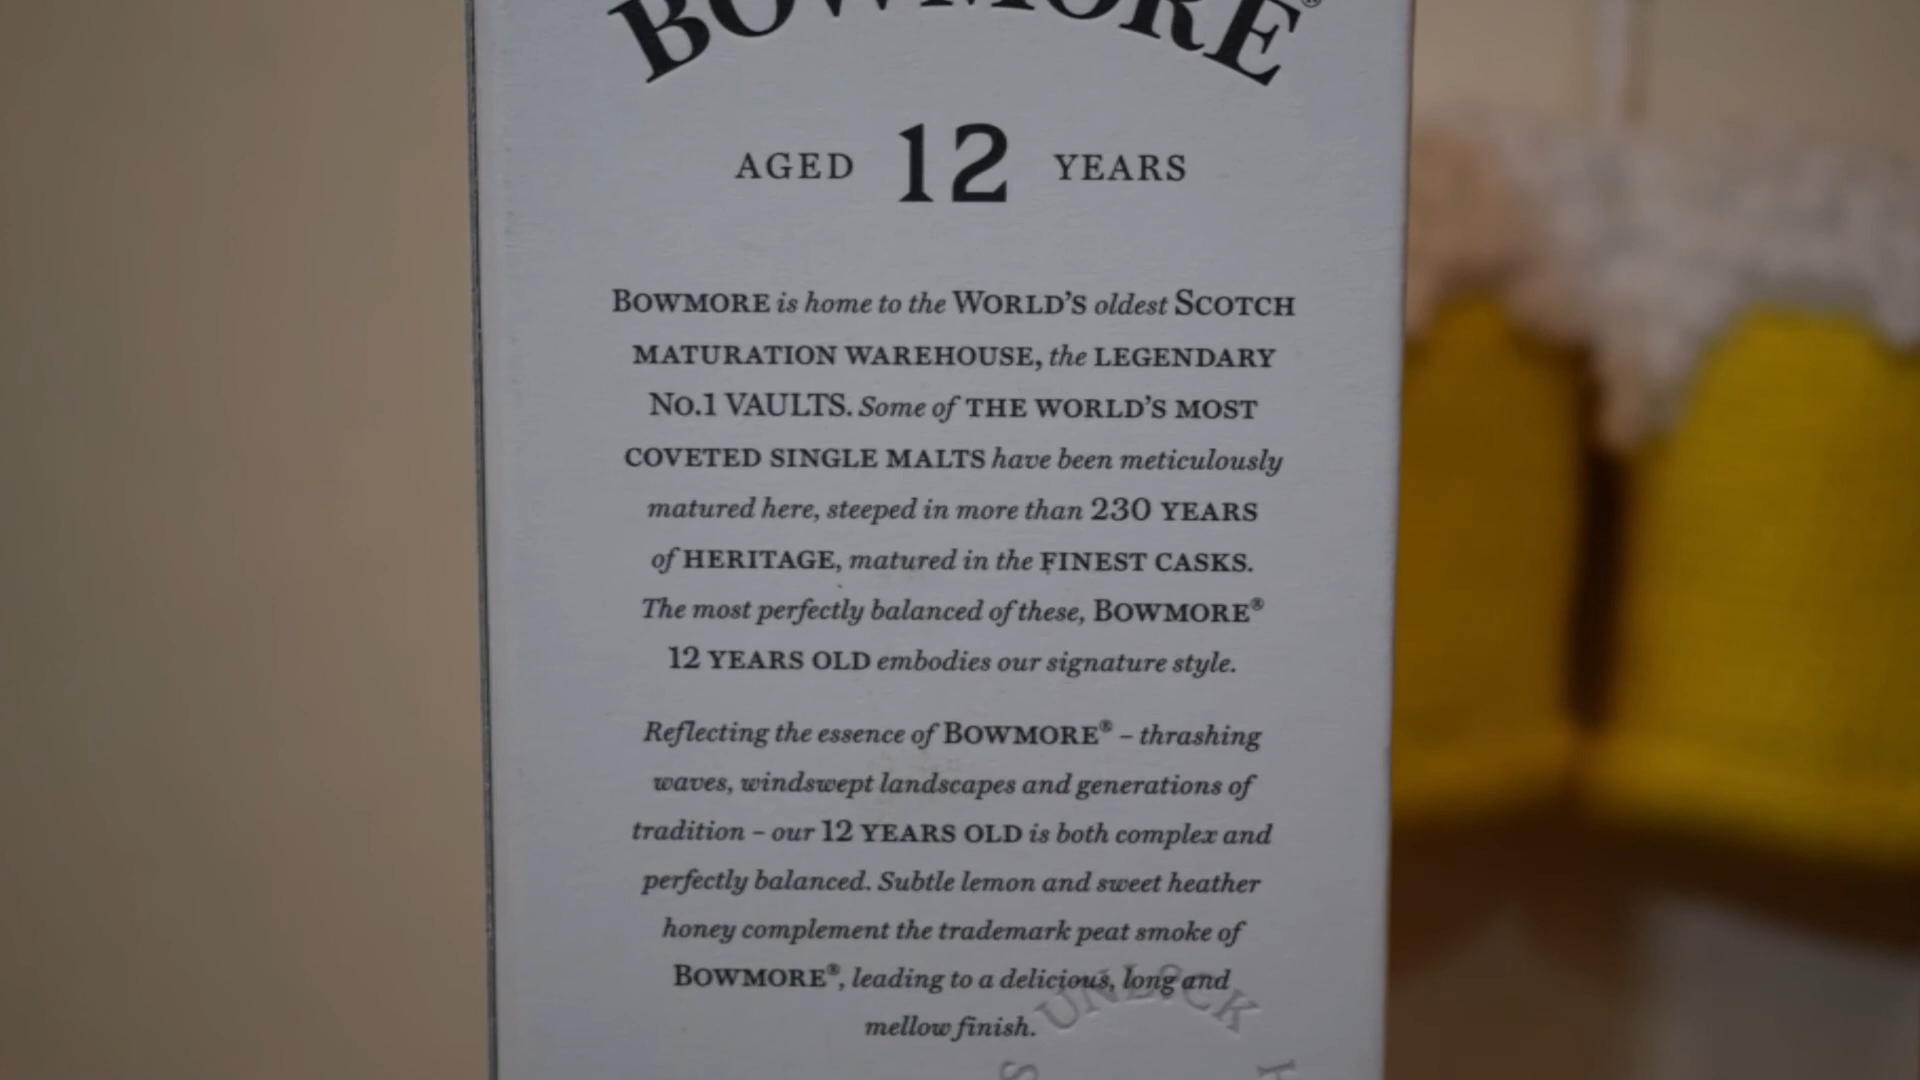 BOWMORE®
AGED 12 YEARS
BOWMORE is home to the WORLD'S oldest SCOTCH
MATURATION WAREHOUSE, the LEGENDARY
No.1 VAULTS. Some of THE WORLD'S MOST
COVETED SINGLE MALTS have been meticulously
matured here, steeped in more than 230 YEARS
of HERITAGE, matured in the FINEST CASKS.
The most perfectly balanced of these, BOWMORE®
12 YEARS OLD embodies our signature style.
Reflecting the essence of BOWMORE® – thrashing
waves, windswept landscapes and generations of
tradition – our 12 YEARS OLD is both complex and
perfectly balanced. Subtle lemon and sweet heather
honey complement the trademark peat smoke of
BOWMORE®, leading to a delicious, long and
mellow finish.
UNLOCK